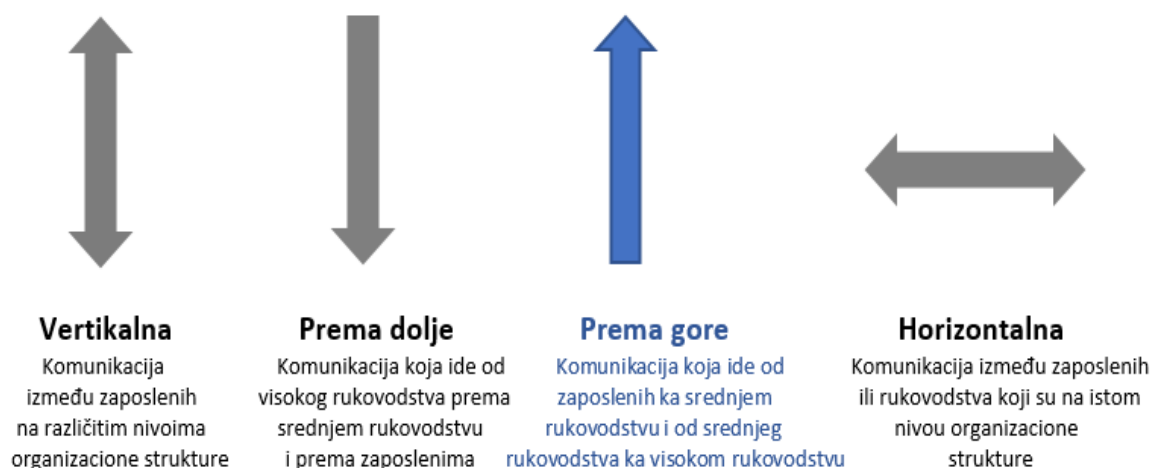 Vertikalna
Komunikacija
između zaposlenih
na različitim nivoima
organizacione strukture
Prema dolje
Komunikacija koja ide od
visokog rukovodstva prema
srednjem rukovodstvu
i prema zaposlenima
Prema gore
Komunikacija koja ide od
zaposlenih ka srednjem
rukovodstvu i od srednjeg
rukovodstva ka visokom rukovodstvu
Horizontalna
Komunikacija između zaposlenih
ili rukovodstva koji su na istom
nivou organizacione
strukture